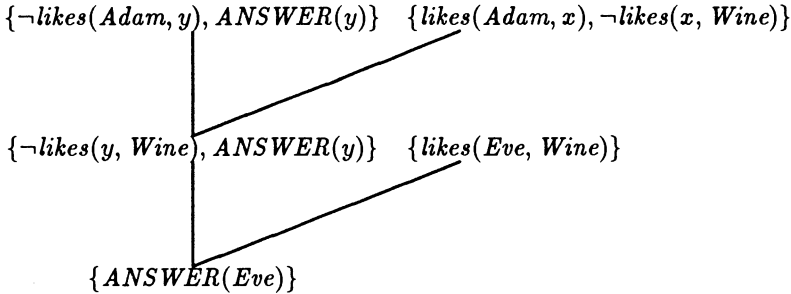 {¬likes(Adam, y), ANSWER(y)} {likes(Adam, x), ¬likes(x, Wine)}
{¬likes(y, Wine), ANSWER(y)} {likes(Eve, Wine)}
{ANSWER(Eve)}